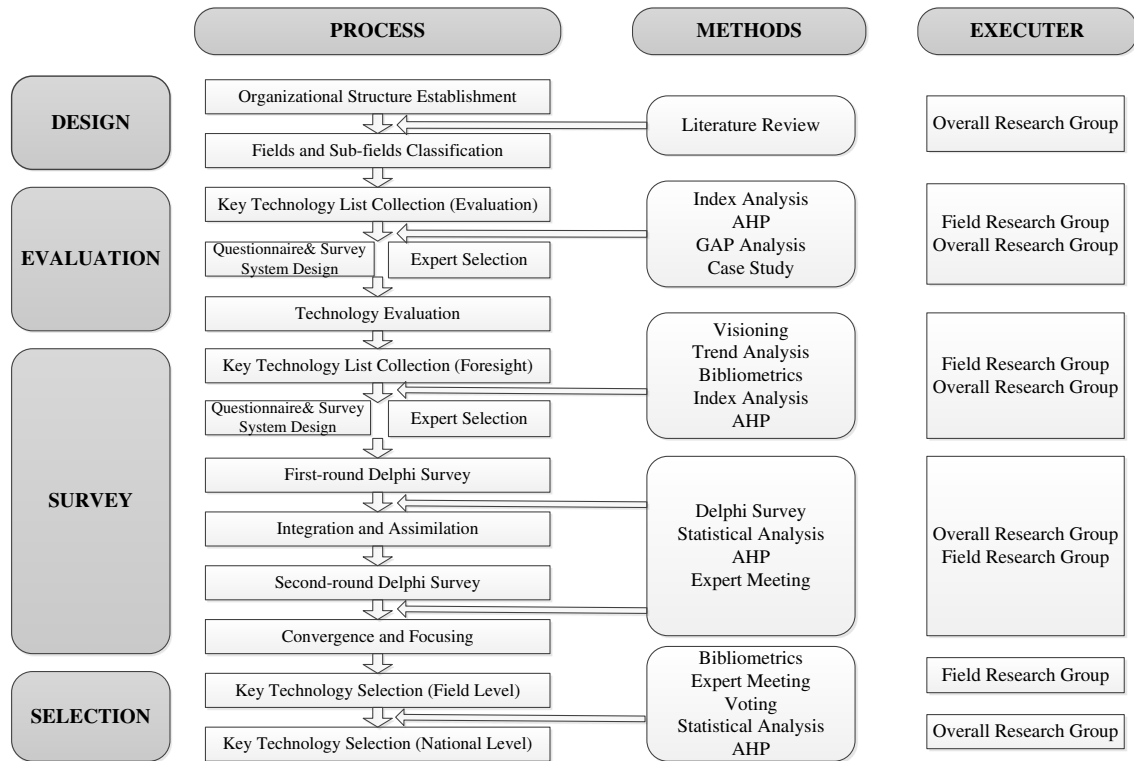 PROCESS
METHODS
EXECUTER
DESIGN
Organizational Structure Establishment
Fields and Sub-fields Classification
Literature Review
Overall Research Group
EVALUATION
Key Technology List Collection (Evaluation)
Questionnaire& Survey
System Design
Expert Selection
Technology Evaluation
Index Analysis
AHP
GAP Analysis
Case Study
Field Research Group
Overall Research Group
SURVEY
Key Technology List Collection (Foresight)
Questionnaire& Survey
System Design
Expert Selection
First-round Delphi Survey
Integration and Assimilation
Second-round Delphi Survey
Convergence and Focusing
Visioning
Trend Analysis
Bibliometrics
Index Analysis
AHP
Field Research Group
Overall Research Group
Delphi Survey
Statistical Analysis
AHP
Expert Meeting
Overall Research Group
Field Research Group
SELECTION
Key Technology Selection (Field Level)
Key Technology Selection (National Level)
Bibliometrics
Expert Meeting
Voting
Statistical Analysis
AHP
Field Research Group
Overall Research Group